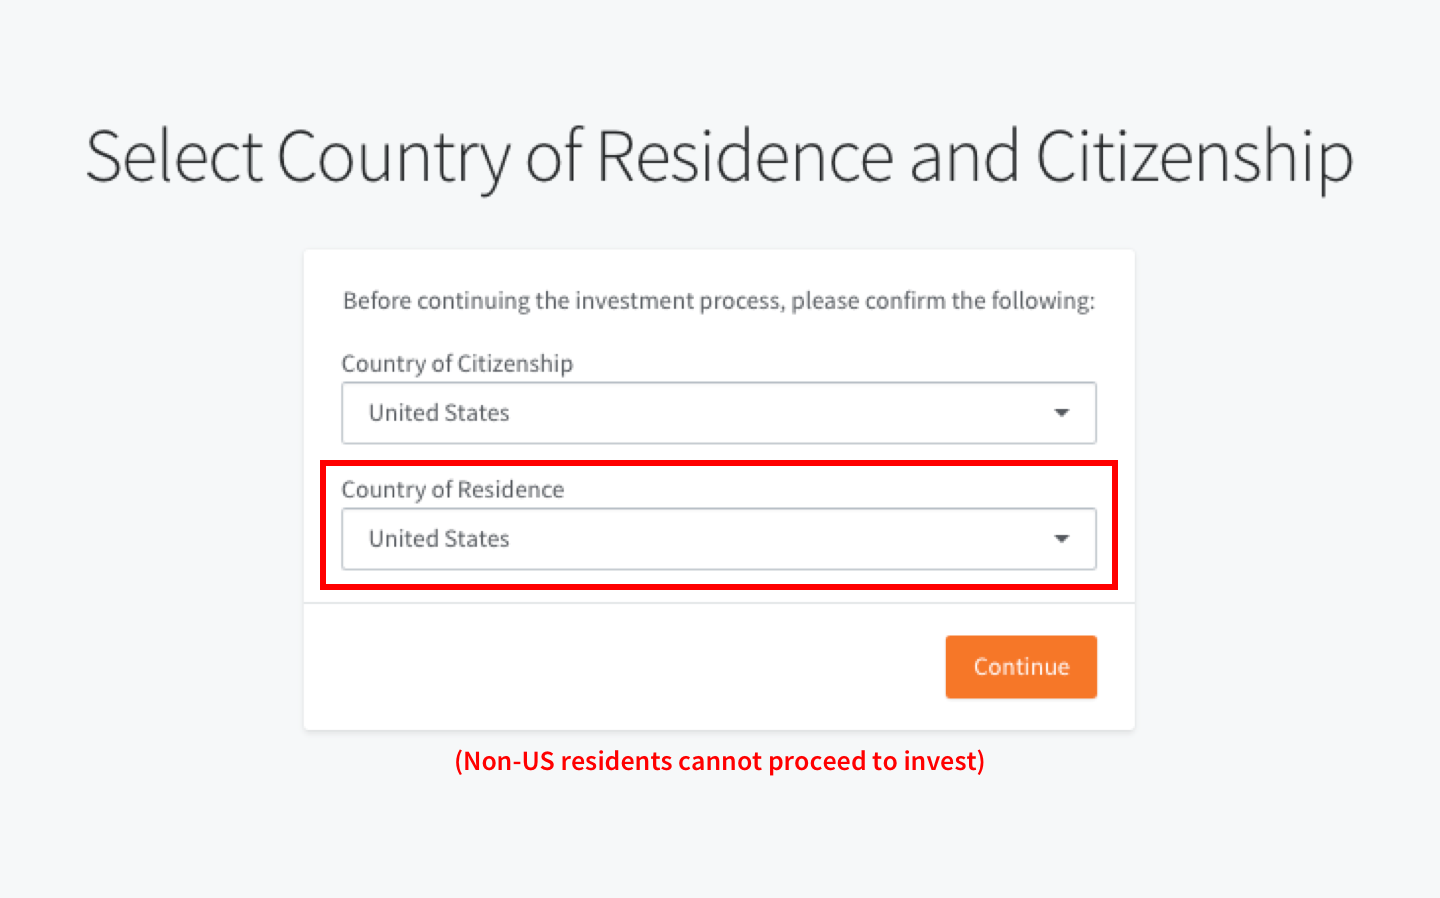 Select Country of Residence and Citizenship
Before continuing the investment process, please confirm the following:
Country of Citizenship
United States
Country of Residence
United States
Continue
(Non-US residents cannot proceed to invest)